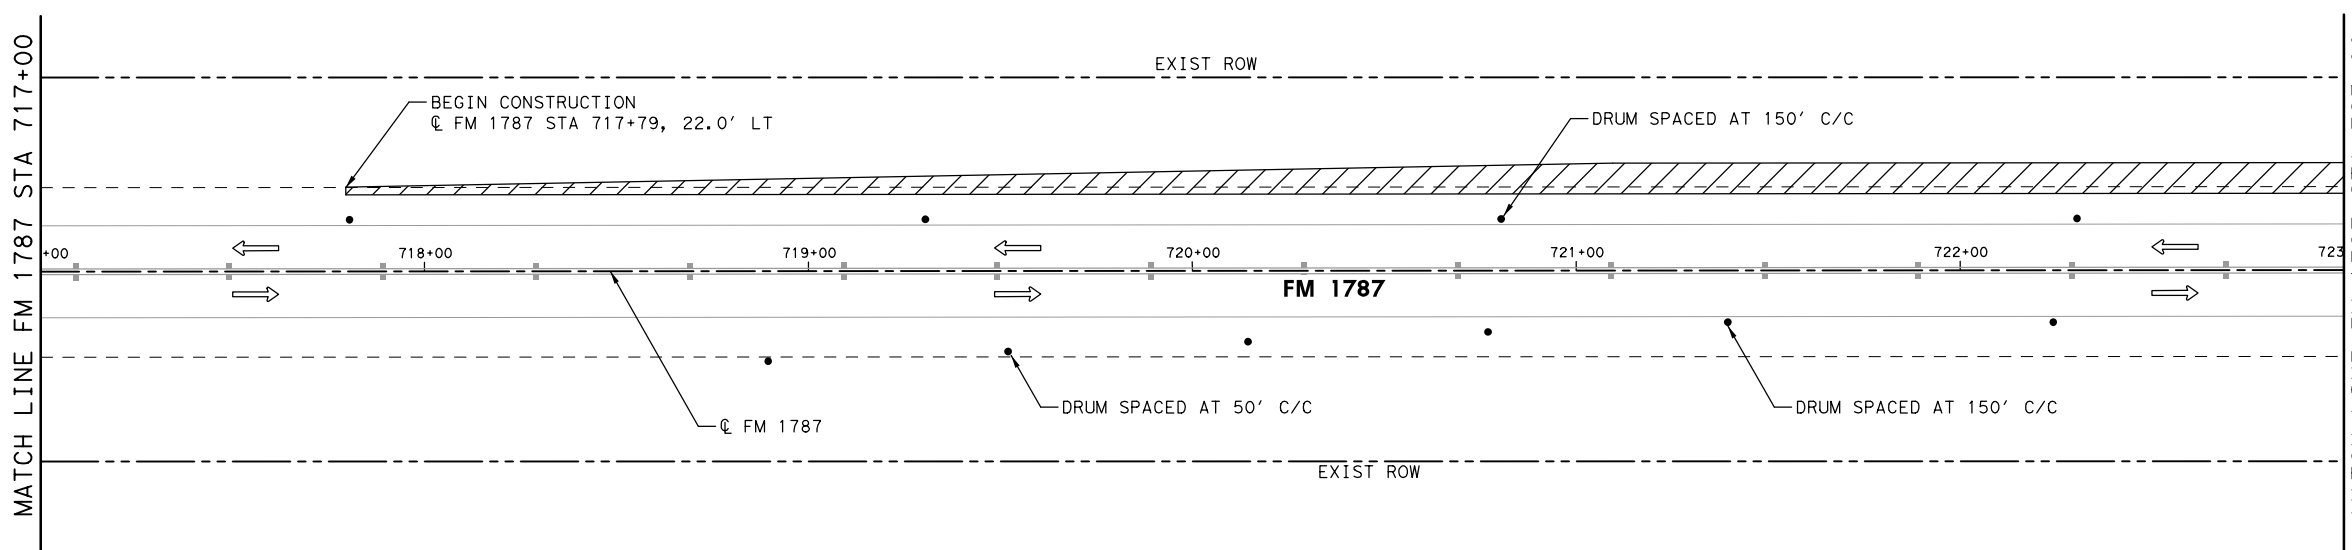 MATCH LINE FM 1787 STA 717+00
EXIST ROW
BEGIN CONSTRUCTION
℄ FM 1787 STA 717+79, 22.0' LT
DRUM SPACED AT 150' C/C
+00
718+00
719+00
720+00
721+00
722+00
723
FM 1787
DRUM SPACED AT 50' C/C
DRUM SPACED AT 150' C/C
℄ FM 1787
EXIST ROW